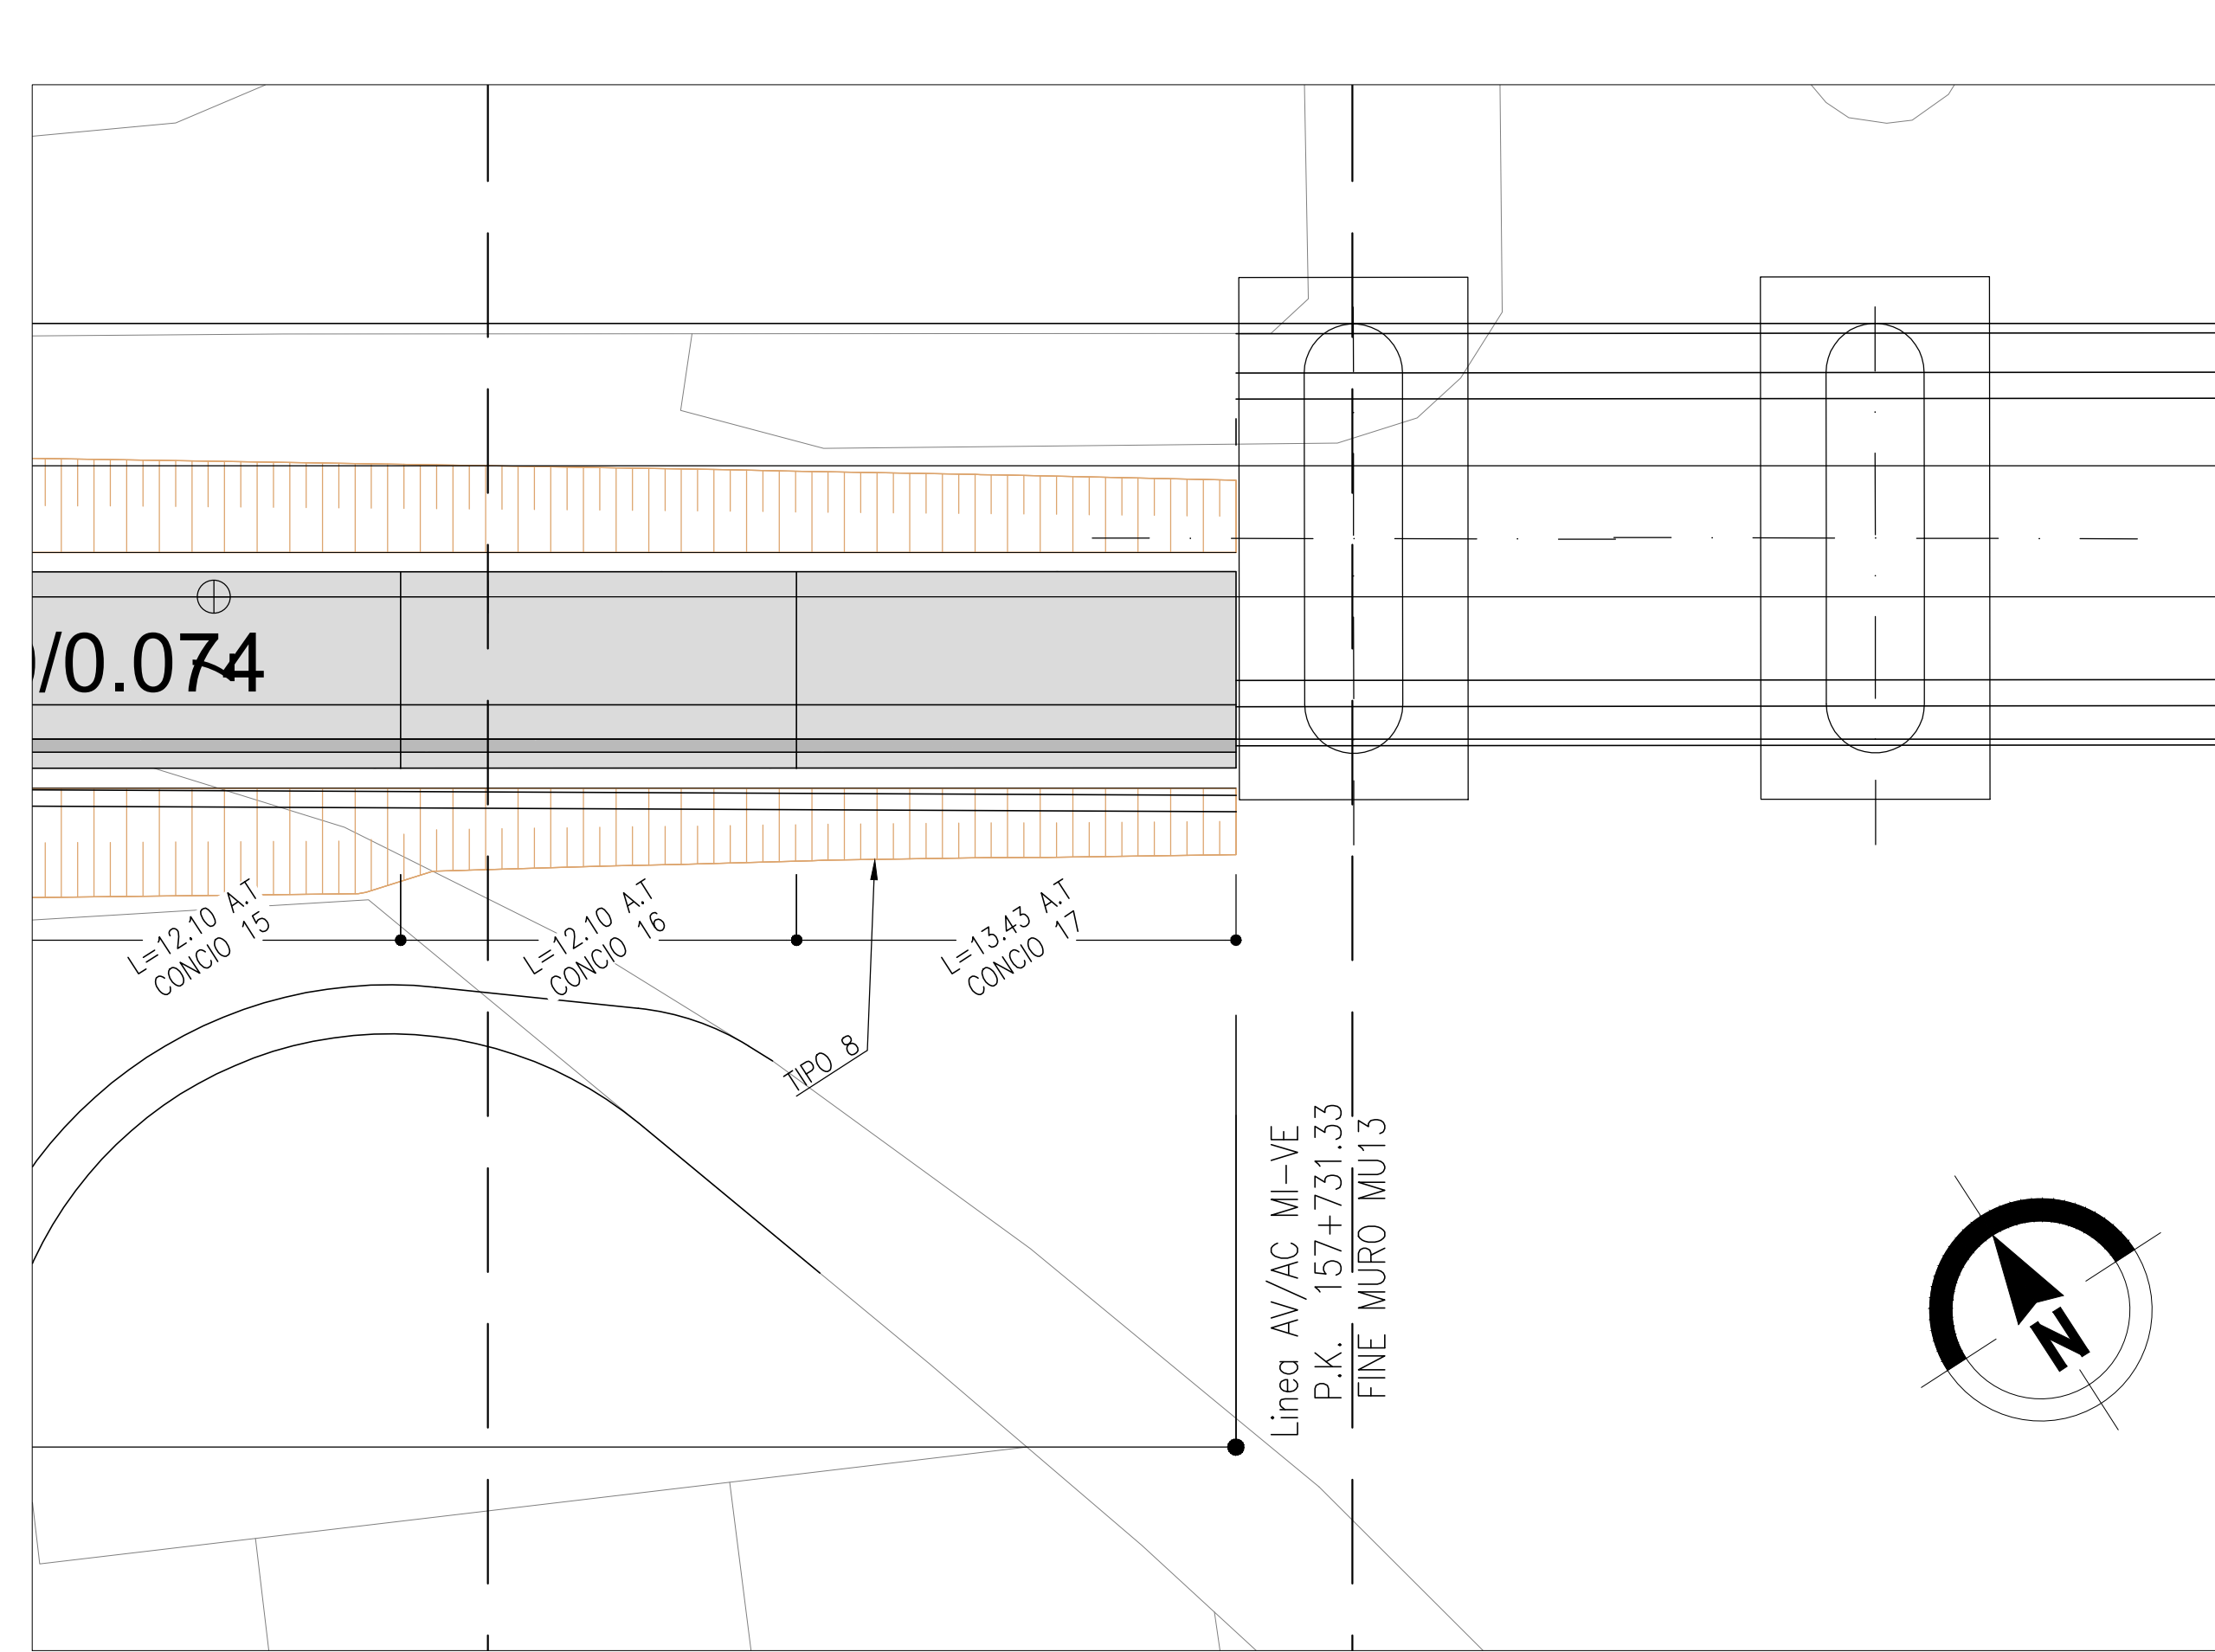 /0.074
L=12.10 A.T
CONCIO 15
L=12.10 A.T
CONCIO 16
L=13.43 A.T
CONCIO 17
TIPO 8
Linea AV/AC MI-VE
P.K. 157+731.33
FINE MURO MU13
N